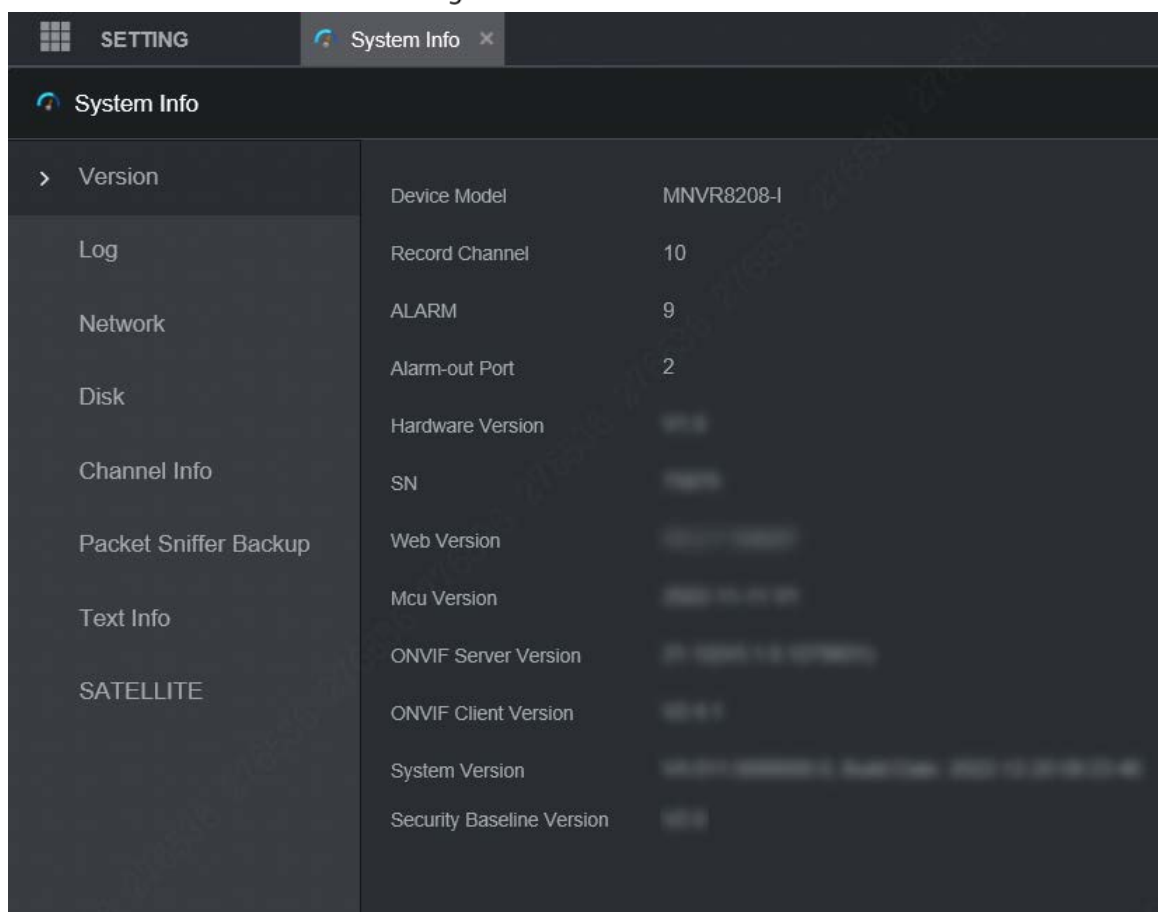 SETTING
System Info ×
System Info
> Version
Log
Network
Disk
Channel Info
Packet Sniffer Backup
Text Info
SATELLITE
Device Model MNVR8208-I
Record Channel 10
ALARM 9
Alarm-out Port 2
Hardware Version
SN
Web Version
Mcu Version
ONVIF Server Version
ONVIF Client Version
System Version
Security Baseline Version